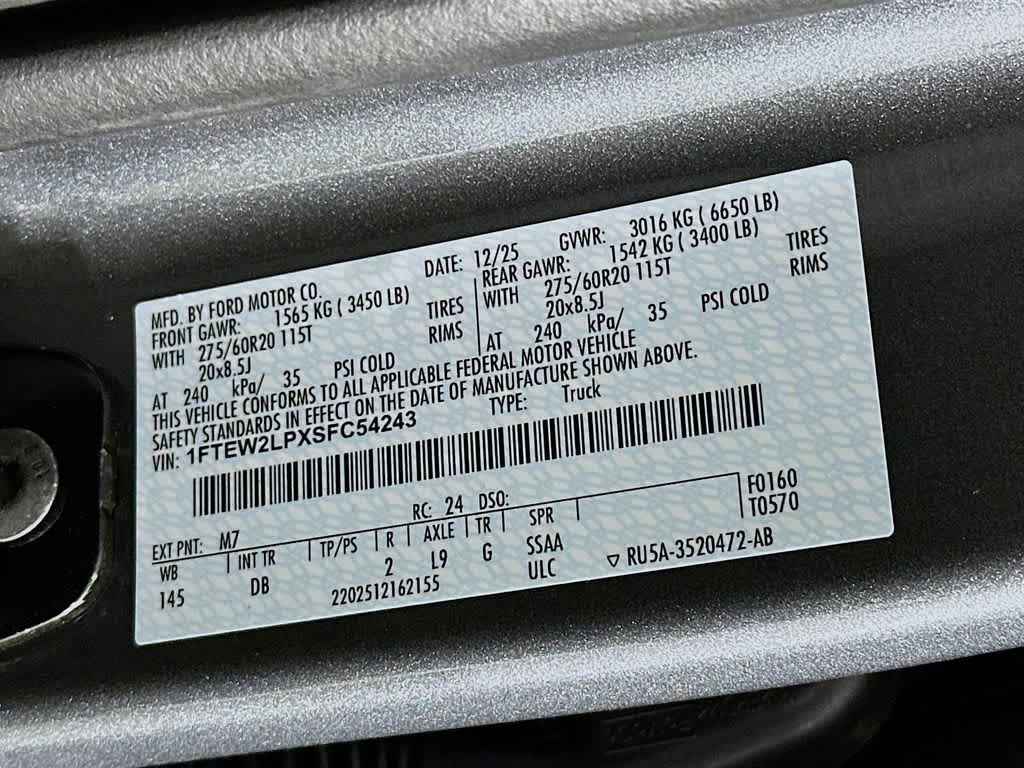 MFD. BY FORD MOTOR CO.
DATE: 12/25 GVWR: 3016 KG ( 6650 LB)
FRONT GAWR: 1565 KG ( 3450 LB)
REAR GAWR: 1542 KG ( 3400 LB)
WITH 275/60R20 115T TIRES
WITH 275/60R20 115T TIRES
20x8.5J RIMS
20x8.5J RIMS
AT 240 kPa/ 35 PSI COLD
AT 240 kPa/ 35 PSI COLD
THIS VEHICLE CONFORMS TO ALL APPLICABLE FEDERAL MOTOR VEHICLE
SAFETY STANDARDS IN EFFECT ON THE DATE OF MANUFACTURE SHOWN ABOVE.
VIN: 1FTEW2LPXSFC54243 TYPE: Truck
EXT PNT: M7 RC: 24 DSO: F0160
T0570
WB INT TR TP/PS R AXLE TR SPR
145 DB 2 L9 G SSAA
2202512162155 ULC
▽ RU5A-3520472-AB